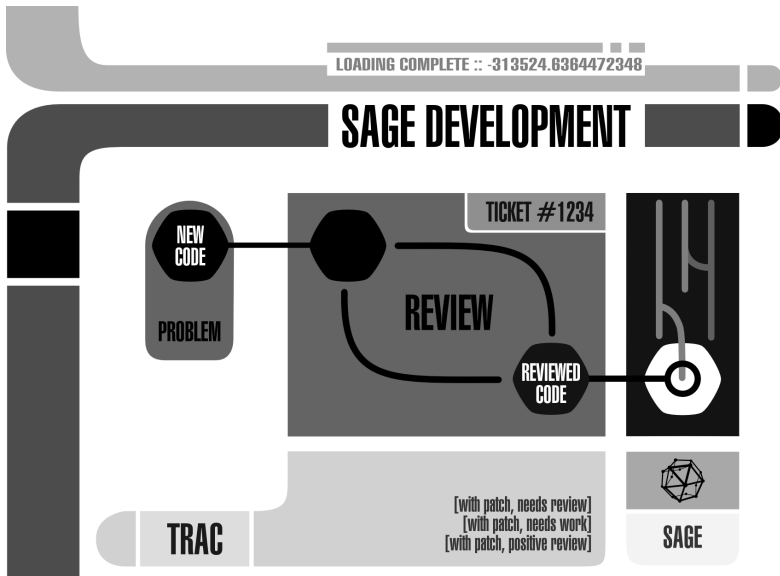 LOADING COMPLETE :: -313524.6364472348
SAGE DEVELOPMENT
TICKET #1234
NEW
CODE
PROBLEM
REVIEW
REVIEWED
CODE
[with patch, needs review]
[with patch, needs work]
[with patch, positive review]
TRAC
SAGE